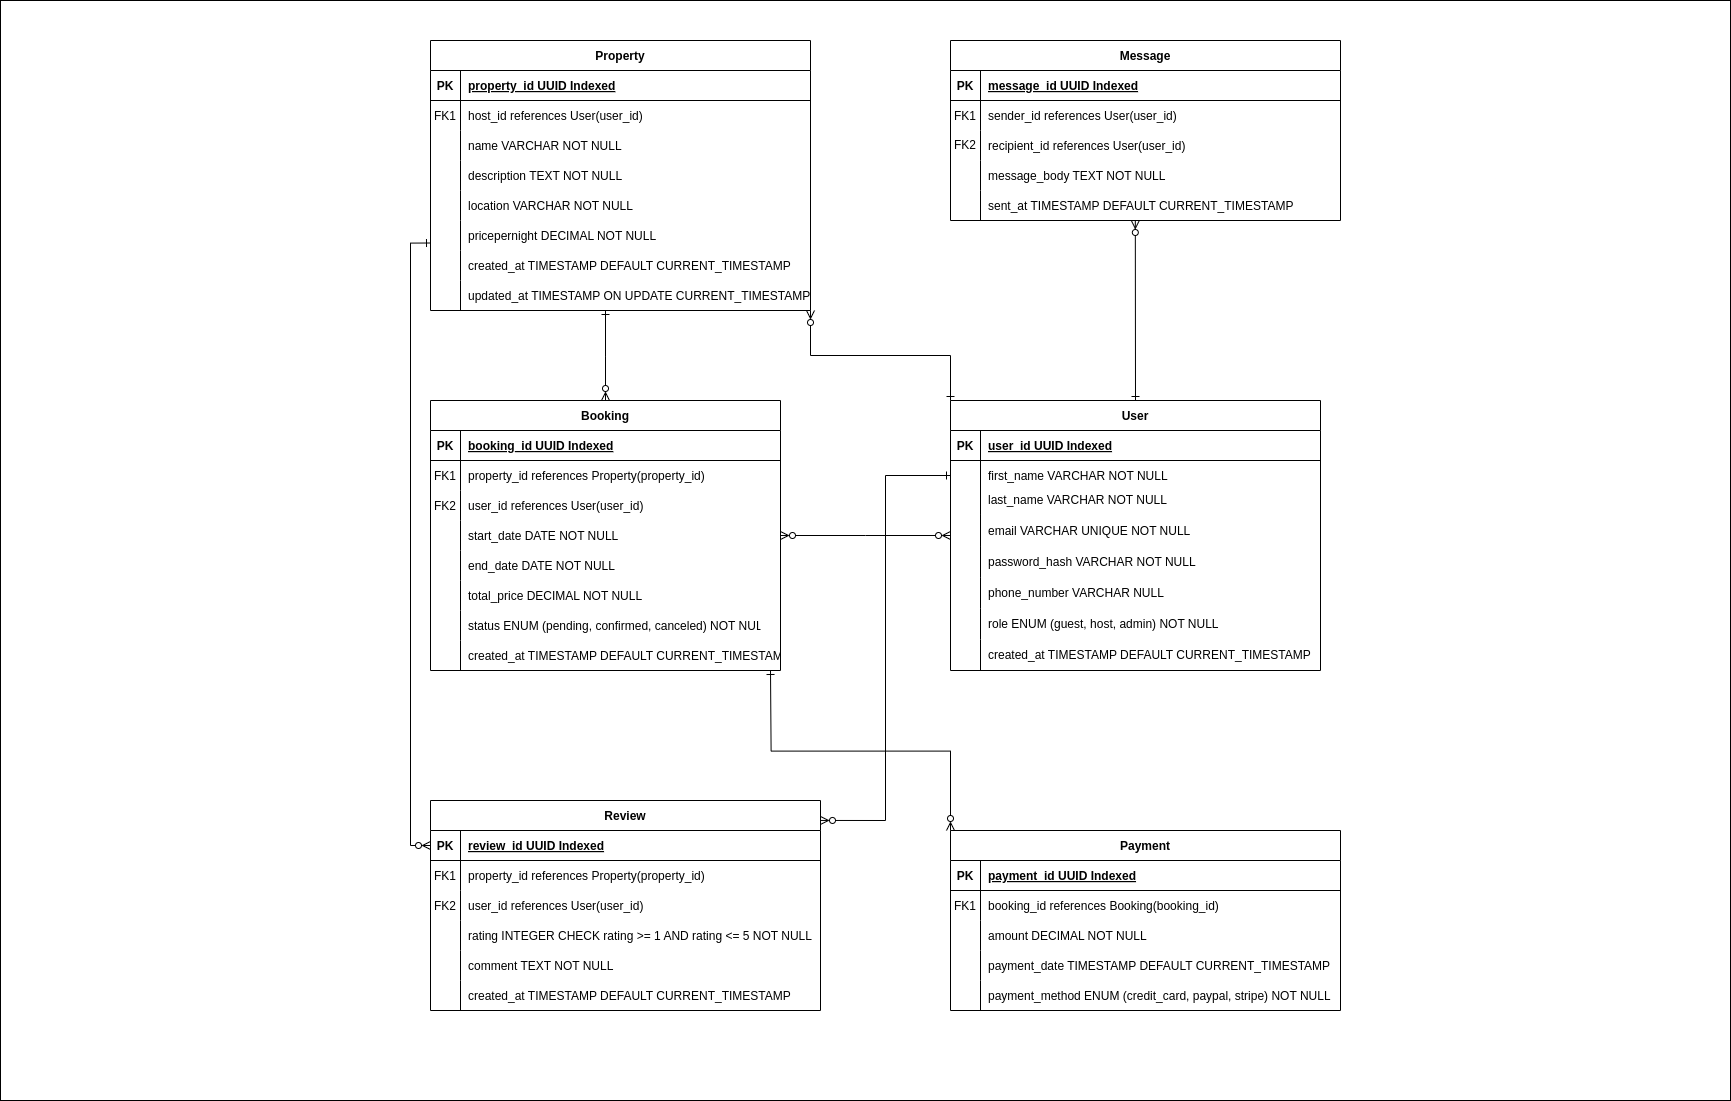 Property
PK property_id UUID Indexed
FK1 host_id references User(user_id)
name VARCHAR NOT NULL
description TEXT NOT NULL
location VARCHAR NOT NULL
pricepernight DECIMAL NOT NULL
created_at TIMESTAMP DEFAULT CURRENT_TIMESTAMP
updated_at TIMESTAMP ON UPDATE CURRENT_TIMESTAMP
Message
PK message_id UUID Indexed
FK1 sender_id references User(user_id)
FK2 recipient_id references User(user_id)
message_body TEXT NOT NULL
sent_at TIMESTAMP DEFAULT CURRENT_TIMESTAMP
Booking
PK booking_id UUID Indexed
FK1 property_id references Property(property_id)
FK2 user_id references User(user_id)
start_date DATE NOT NULL
end_date DATE NOT NULL
total_price DECIMAL NOT NULL
status ENUM (pending, confirmed, canceled) NOT NUL
created_at TIMESTAMP DEFAULT CURRENT_TIMESTAM
User
PK user_id UUID Indexed
first_name VARCHAR NOT NULL
last_name VARCHAR NOT NULL
email VARCHAR UNIQUE NOT NULL
password_hash VARCHAR NOT NULL
phone_number VARCHAR NULL
role ENUM (guest, host, admin) NOT NULL
created_at TIMESTAMP DEFAULT CURRENT_TIMESTAMP
Review
PK review_id UUID Indexed
FK1 property_id references Property(property_id)
FK2 user_id references User(user_id)
rating INTEGER CHECK rating >= 1 AND rating <= 5 NOT NULL
comment TEXT NOT NULL
created_at TIMESTAMP DEFAULT CURRENT_TIMESTAMP
Payment
PK payment_id UUID Indexed
FK1 booking_id references Booking(booking_id)
amount DECIMAL NOT NULL
payment_date TIMESTAMP DEFAULT CURRENT_TIMESTAMP
payment_method ENUM (credit_card, paypal, stripe) NOT NULL